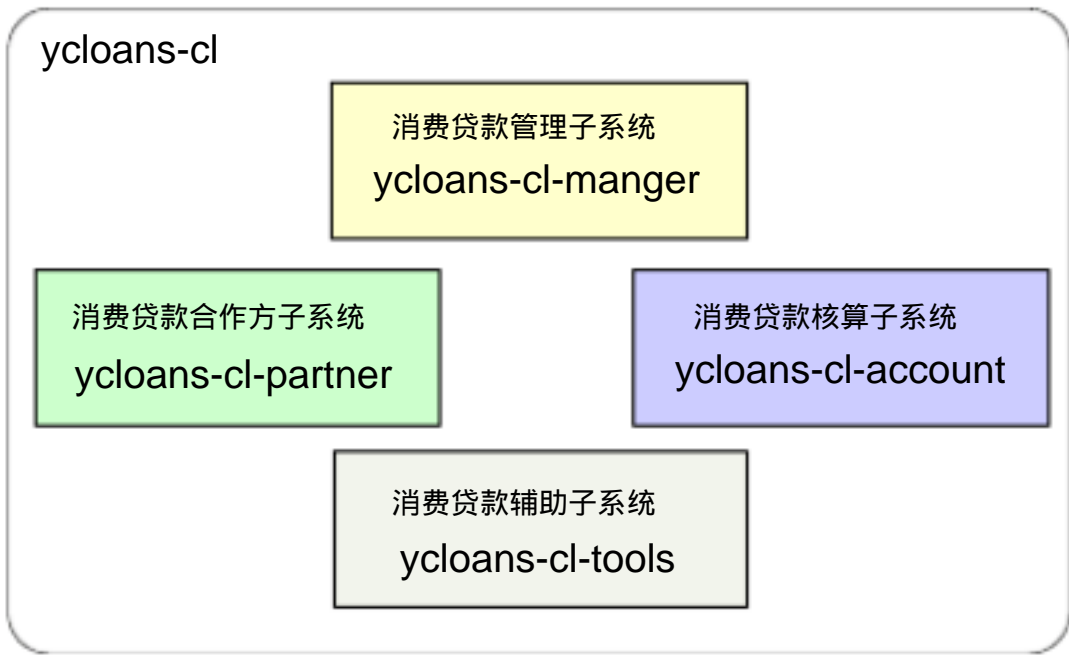 ycloans-cl
消费贷款管理子系统
ycloans-cl-manger
消费贷款合作方子系统
ycloans-cl-partner
消费贷款核算子系统
ycloans-cl-account
消费贷款辅助子系统
ycloans-cl-tools